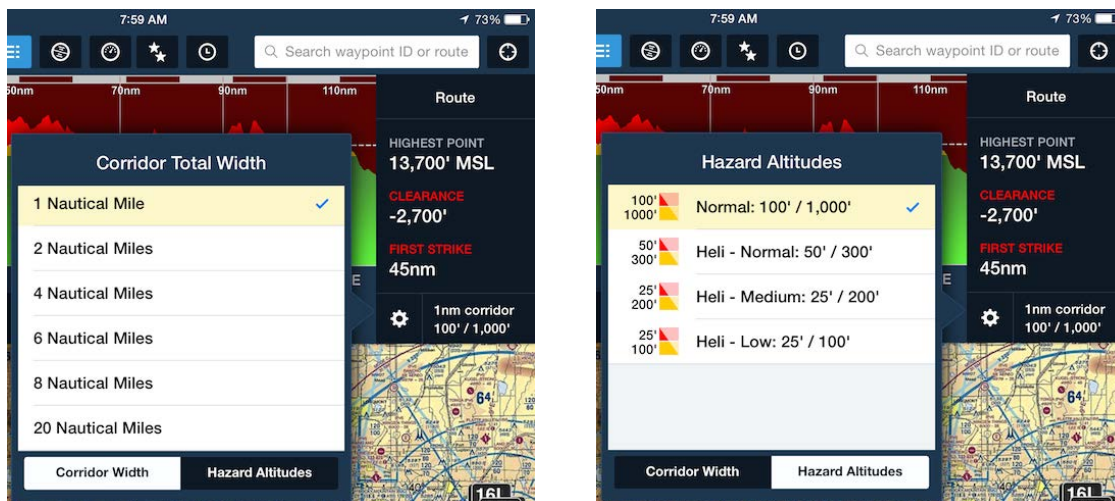 7:59 AM
73%
Search waypoint ID or route
50nm 70nm 90nm 110nm
Route
HIGHEST POINT
13,700' MSL
CLEARANCE
-2,700'
FIRST STRIKE
45nm
E
1nm corridor
100' / 1,000'
Corridor Total Width
1 Nautical Mile
2 Nautical Miles
4 Nautical Miles
6 Nautical Miles
8 Nautical Miles
20 Nautical Miles
Corridor Width Hazard Altitudes
64
16L
7:59 AM
73%
Search waypoint ID or route
50nm 70nm 90nm 110nm
Route
HIGHEST POINT
13,700' MSL
CLEARANCE
-2,700'
FIRST STRIKE
45nm
E
1nm corridor
100' / 1,000'
Hazard Altitudes
100'
1000'
Normal: 100' / 1,000'
50'
300'
Heli - Normal: 50' / 300'
25'
200'
Heli - Medium: 25' / 200'
25'
100'
Heli - Low: 25' / 100'
Corridor Width Hazard Altitudes
64
16L